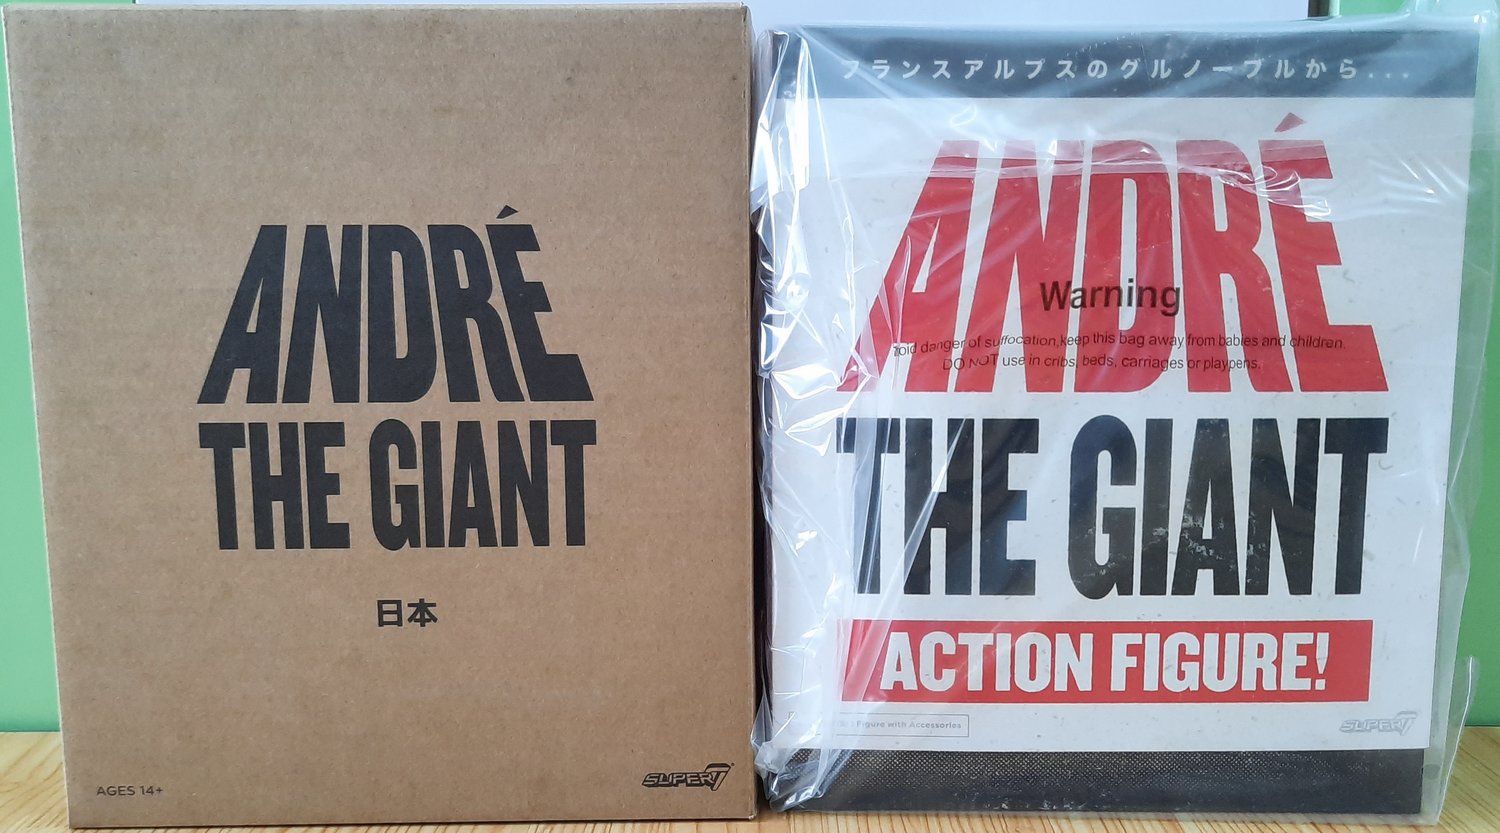 ANDRÉ
THE GIANT
日本
AGES 14+
SUPER7
フランスアルプスのグルノーブルから...
ANDRÉ
Warning
To avoid danger of suffocation,keep this bag away from babies and children.
DO NOT use in cribs, beds, carriages or playpens.
THE GIANT
ACTION FIGURE!
Figure with Accessories
SUPER7